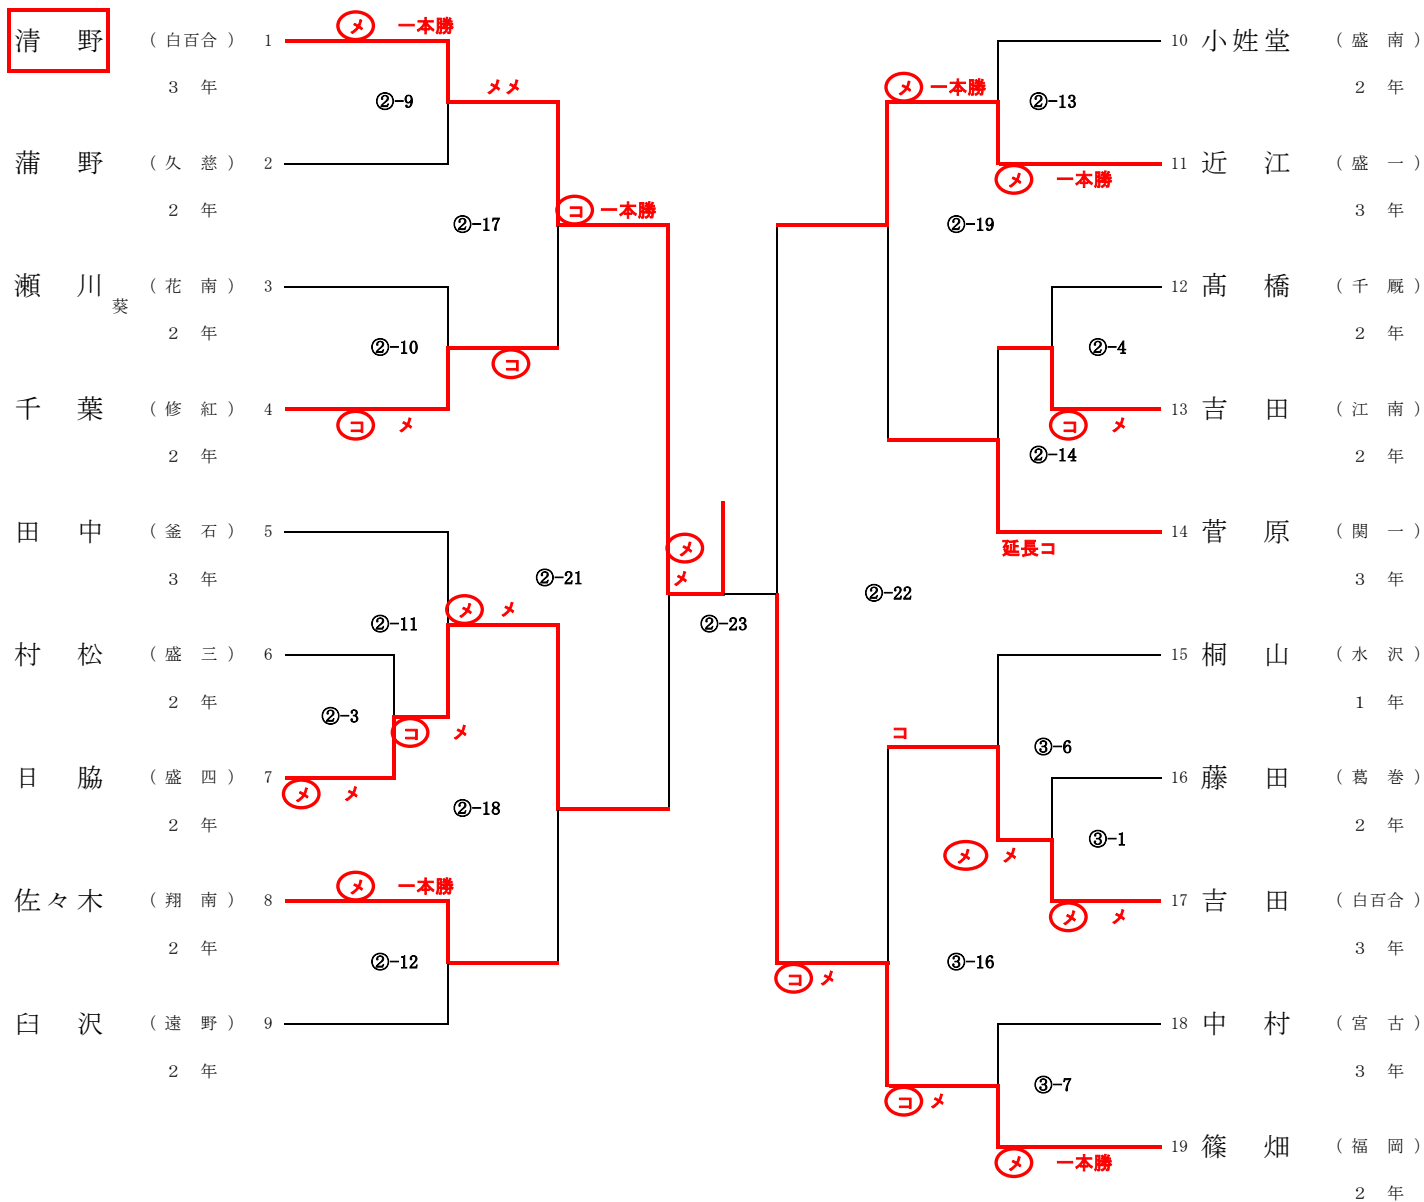 清野 (白百合) 1
3年
メ 一本勝
②-9
メメ
蒲野 (久慈) 2
2年
②-17
コ 一本勝
瀬川葵 (花南) 3
2年
②-10
コ
千葉 (修紅) 4
2年
コ メ
田中 (釜石) 5
3年
②-11
メ メ
②-21
村松 (盛三) 6
2年
②-3
コ メ
日脇 (盛四) 7
2年
メ メ
②-18
佐々木 (翔南) 8
2年
メ 一本勝
②-12
臼沢 (遠野) 9
2年
メ
メ
②-23
10 小姓堂 (盛南)
2年
メ 一本勝
②-13
11 近江 (盛一)
3年
メ 一本勝
②-19
12 髙橋 (千厩)
2年
②-4
13 吉田 (江南)
2年
コ メ
②-14
14 菅原 (関一)
3年
延長コ
②-22
15 桐山 (水沢)
1年
コ
③-6
16 藤田 (葛巻)
2年
③-1
メ メ
17 吉田 (白百合)
3年
メ メ
③-16
コ メ
18 中村 (宮古)
3年
③-7
コ メ
19 篠畑 (福岡)
2年
メ 一本勝